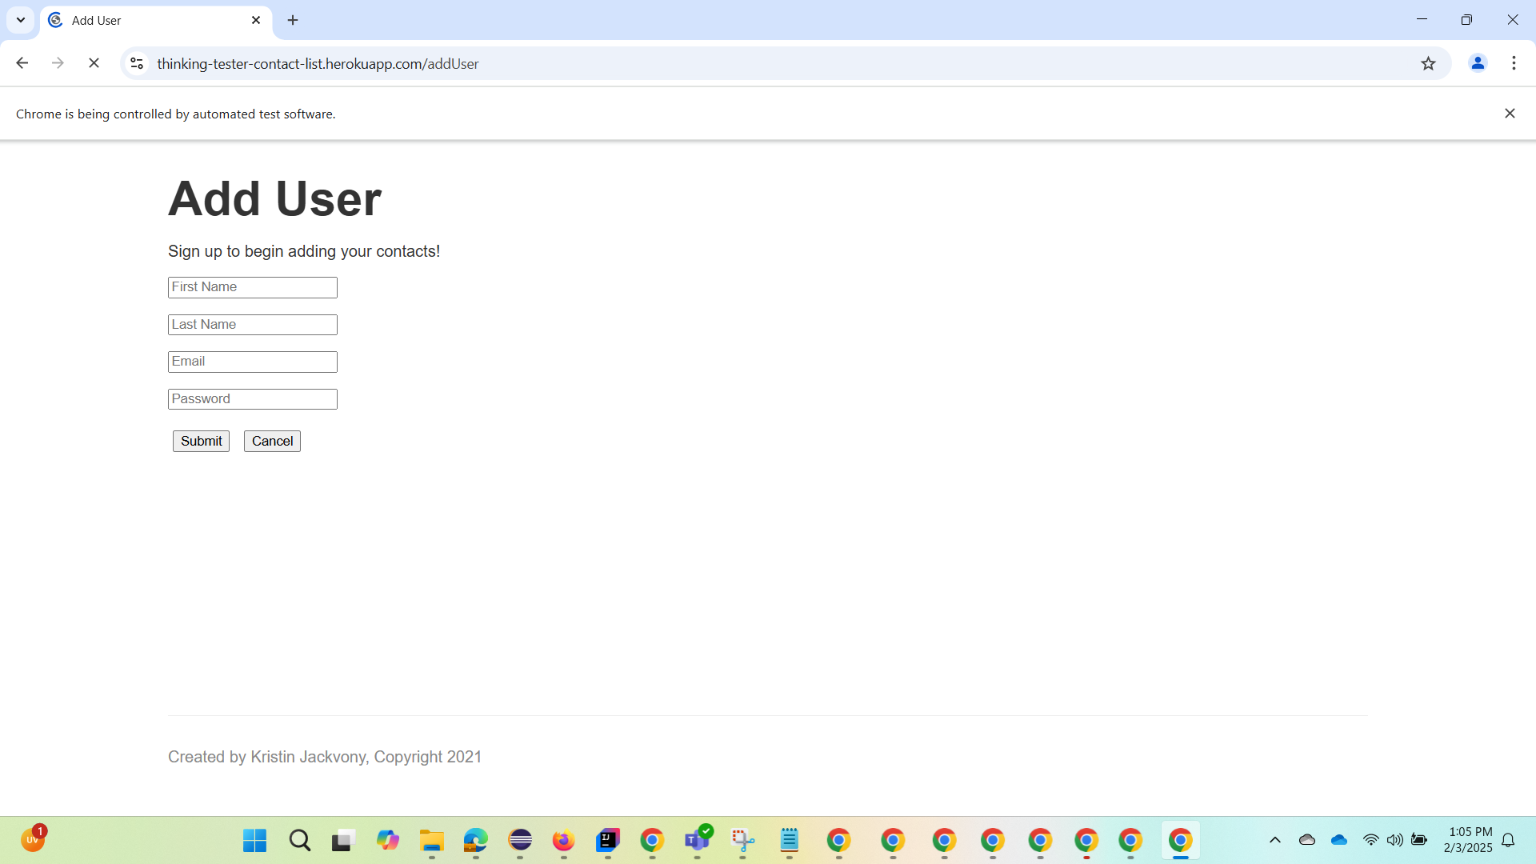 Add User
thinking-tester-contact-list.herokuapp.com/addUser
Chrome is being controlled by automated test software.
Add User
Sign up to begin adding your contacts!
First Name
Last Name
Email
Password
Submit Cancel
Created by Kristin Jackvony, Copyright 2021
UV 1
1:05 PM
2/3/2025